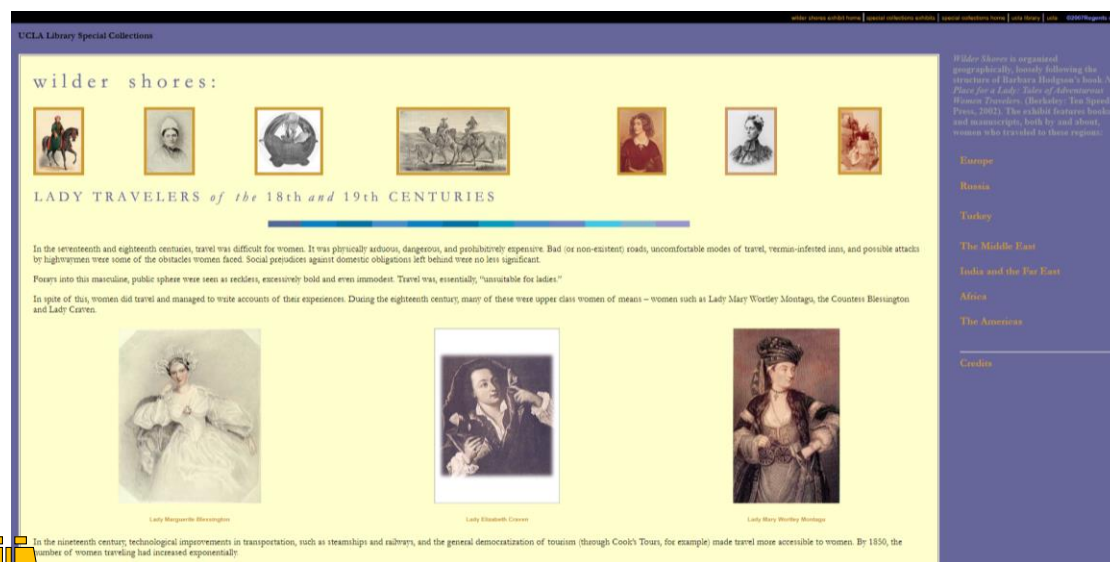 wilder shores exhibit home | special collections exhibits | special collections home | ucla library | ucla ©2007Regents
UCLA Library Special Collections
wilder shores:
LADY TRAVELERS of the 18th and 19th CENTURIES
In the seventeenth and eighteenth centuries, travel was difficult for women. It was physically arduous, dangerous, and prohibitively expensive. Bad (or non-existent) roads, uncomfortable modes of travel, vermin-infested inns, and possible attacks
by highwaymen were some of the obstacles women faced. Social prejudices against domestic obligations left behind were no less significant.
Forays into this masculine, public sphere were seen as reckless, excessively bold and even immodest. Travel was, essentially, “unsuitable for ladies.”
In spite of this, women did travel and managed to write accounts of their experiences. During the eighteenth century, many of these were upper class women of means – women such as Lady Mary Wortley Montagu, the Countess Blessington
and Lady Craven.
Lady Marguerite Blessington
Lady Elizabeth Craven
Lady Mary Wortley Montagu
In the nineteenth century, technological improvements in transportation, such as steamships and railways, and the general democratization of tourism (through Cook's Tours, for example) made travel more accessible to women. By 1850, the
number of women traveling had increased exponentially.
Wilder Shores is organized
geographically, loosely following the
structure of Barbara Hodgson's book
Place for a Lady: Tales of Adventurous
Women Travelers. (Berkeley: Ten Speed
Press, 2002). The exhibit features books
and manuscripts, both by and about,
women who traveled to these regions:
Europe
Russia
Turkey
The Middle East
India and the Far East
Africa
The Americas
Credits